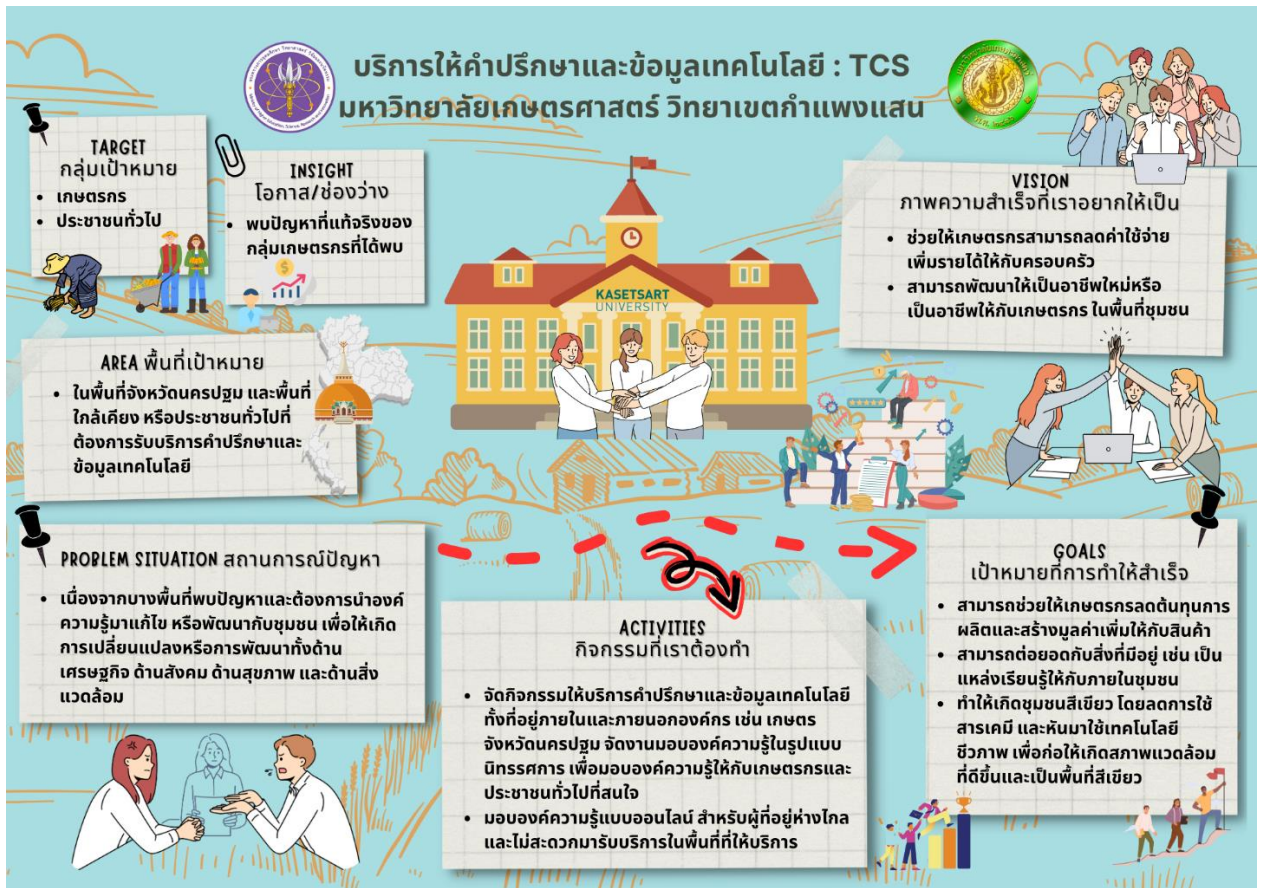 บริการให้คำปรึกษาและข้อมูลเทคโนโลยี : TCS
มหาวิทยาลัยเกษตรศาสตร์ วิทยาเขตกำแพงแสน
TARGET
กลุ่มเป้าหมาย
• เกษตรกร
• ประชาชนทั่วไป
INSIGHT
โอกาส/ช่องว่าง
• พบปัญหาที่แท้จริงของ
กลุ่มเกษตรกรที่ได้พบ
VISION
ภาพความสำเร็จที่เราอยากให้เป็น
• ช่วยให้เกษตรกรสามารถลดค่าใช้จ่าย
เพิ่มรายได้ให้กับครอบครัว
• สามารถพัฒนาให้เป็นอาชีพใหม่หรือ
เป็นอาชีพให้กับเกษตรกร ในพื้นที่ชุมชน
KASETSART
UNIVERSITY
AREA พื้นที่เป้าหมาย
• ในพื้นที่จังหวัดนครปฐม และพื้นที่
ใกล้เคียง หรือประชาชนทั่วไปที่
ต้องการรับบริการคำปรึกษาและ
ข้อมูลเทคโนโลยี
PROBLEM SITUATION สถานการณ์ปัญหา
• เนื่องจากบางพื้นที่พบปัญหาและต้องการนำองค์
ความรู้มาแก้ไข หรือพัฒนากับชุมชน เพื่อให้เกิด
การเปลี่ยนแปลงหรือการพัฒนาทั้งด้าน
เศรษฐกิจ ด้านสังคม ด้านสุขภาพ และด้านสิ่ง
แวดล้อม
ACTIVITIES
กิจกรรมที่เราต้องทำ
• จัดกิจกรรมให้บริการคำปรึกษาและข้อมูลเทคโนโลยี
ทั้งที่อยู่ภายในและภายนอกองค์กร เช่น เกษตร
จังหวัดนครปฐม จัดงานมอบองค์ความรู้ในรูปแบบ
นิทรรศการ เพื่อมอบองค์ความรู้ให้กับเกษตรกรและ
ประชาชนทั่วไปที่สนใจ
• มอบองค์ความรู้แบบออนไลน์ สำหรับผู้ที่อยู่ห่างไกล
และไม่สะดวกมารับบริการในพื้นที่ที่ให้บริการ
GOALS
เป้าหมายที่การทำให้สำเร็จ
• สามารถช่วยให้เกษตรกรลดต้นทุนการ
ผลิตและสร้างมูลค่าเพิ่มให้กับสินค้า
• สามารถต่อยอดกับสิ่งที่มีอยู่ เช่น เป็น
แหล่งเรียนรู้ให้กับภายในชุมชน
• ทำให้เกิดชุมชนสีเขียว โดยลดการใช้
สารเคมี และหันมาใช้เทคโนโลยี
ชีวภาพ เพื่อก่อให้เกิดสภาพแวดล้อม
ที่ดีขึ้นและเป็นพื้นที่สีเขียว